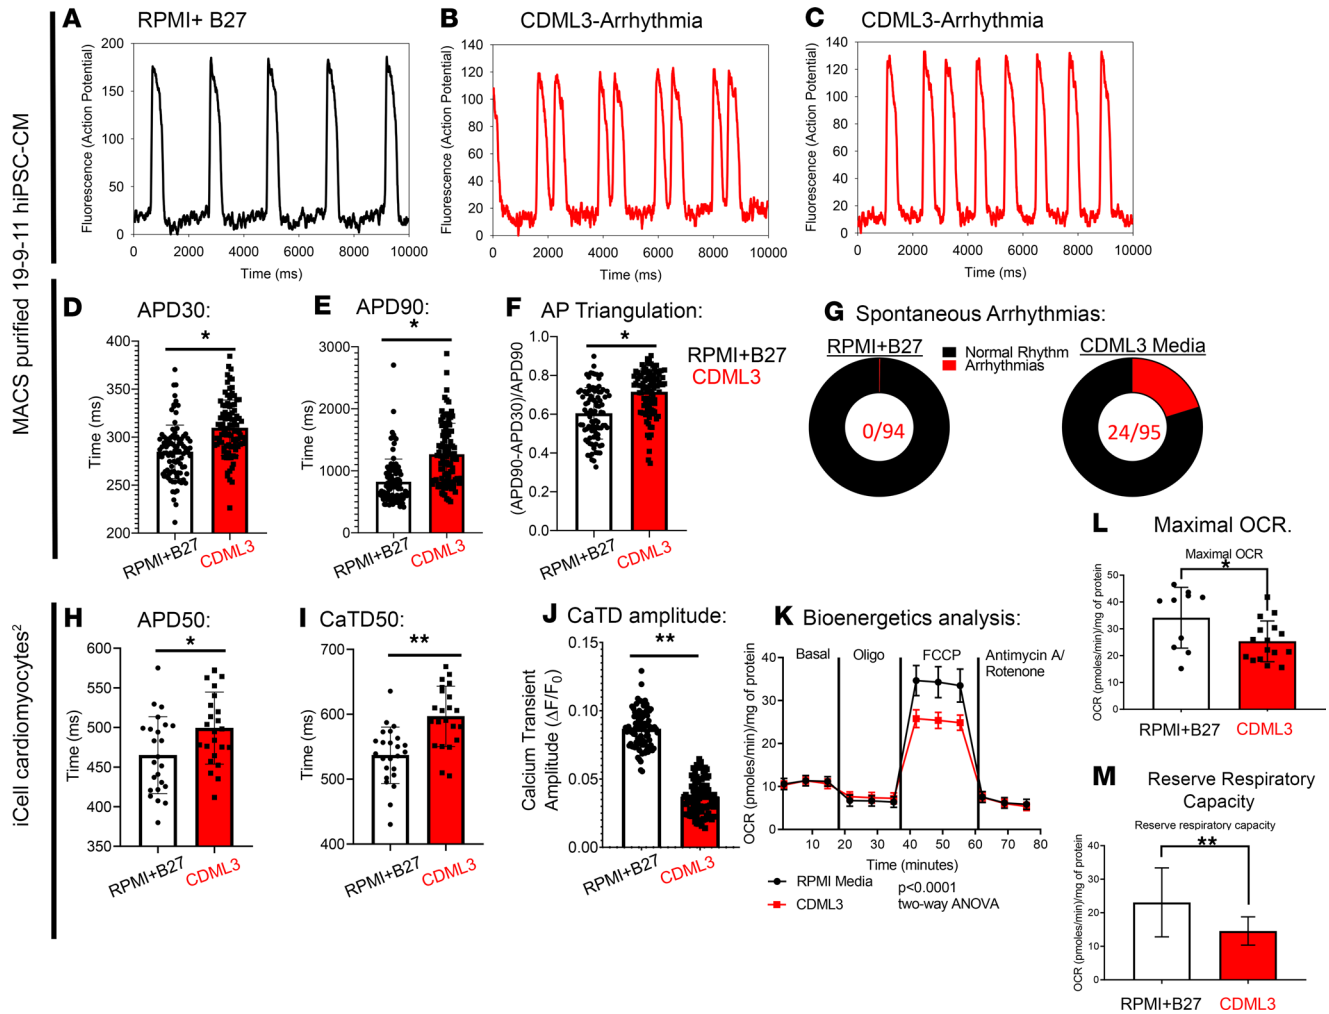 A RPMI+ B27
B CDML3-Arrhythmia
C CDML3-Arrhythmia
MACS purified 19-9-11 hiPSC-CM
Fluorescence (Action Potential)
200
150
100
50
0
0 2000 4000 6000 8000 10000
Time (ms)
Fluorescence (Action Potential)
140
120
100
80
60
40
20
0
0 2000 4000 6000 8000 10000
Time (ms)
Fluorescence (Action Potential)
140
120
100
80
60
40
20
0
0 2000 4000 6000 8000 10000
Time (ms)
D APD30:
*
Time (ms)
400
350
300
250
200
RPMI+B27
CDML3
E APD90:
*
Time (ms)
3000
2000
1000
0
RPMI+B27
CDML3
F AP Triangulation:
*
(APD90-APD30)/APD90
1.0
0.8
0.6
0.4
0.2
0.0
RPMI+B27
CDML3
RPMI+B27
CDML3
G Spontaneous Arrhythmias:
RPMI+B27
Normal Rhythm
Arrhythmias
CDML3 Media
0/94
24/95
iCell cardiomyocytes²
H APD50:
*
Time (ms)
600
550
500
450
400
350
RPMI+B27
CDML3
I CaTD50:
**
Time (ms)
700
600
500
400
RPMI+B27
CDML3
J CaTD amplitude:
**
Calcium Transient
Amplitude (ΔF/F₀)
0.15
0.10
0.05
0.00
RPMI+B27
CDML3
K Bioenergetics analysis:
OCR (pmoles/min)/mg of protein
40
30
20
10
0
Basal
Oligo
FCCP
Antimycin A/
Rotenone
0 10 20 30 40 50 60 70 80
Time (minutes)
RPMI Media
CDML3
p<0.0001
two-way ANOVA
L Maximal OCR.
Maximal OCR
*
OCR (pmoles/min)/mg of protein
50
40
30
20
10
0
RPMI+B27
CDML3
M Reserve Respiratory
Capacity
Reserve respiratory capacity
**
OCR (pmoles/min)/mg of protein
40
30
20
10
0
RPMI+B27
CDML3